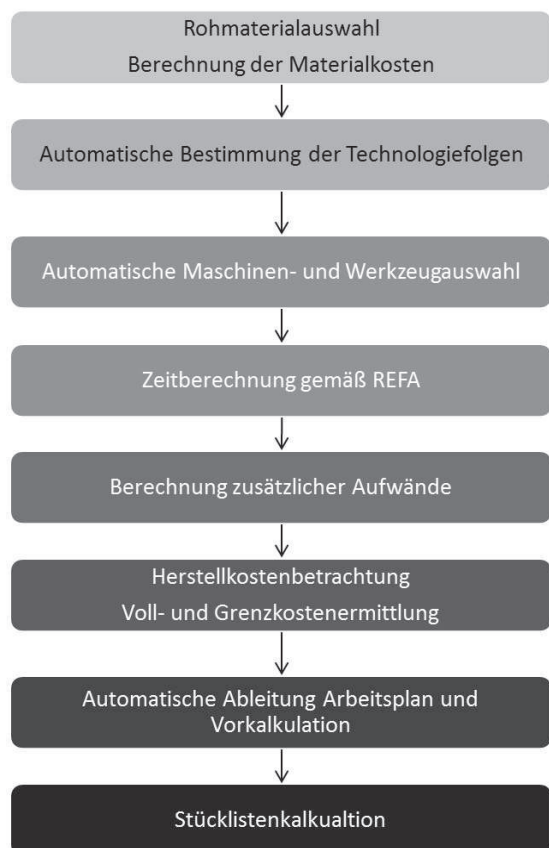 Rohmaterialauswahl
Berechnung der Materialkosten
Automatische Bestimmung der Technologiefolgen
Automatische Maschinen- und Werkzeugauswahl
Zeitberechnung gemäß REFA
Berechnung zusätzlicher Aufwände
Herstellkostenbetrachtung
Voll- und Grenzkostenermittlung
Automatische Ableitung Arbeitsplan und
Vorkalkulation
Stücklistenkalkualtion